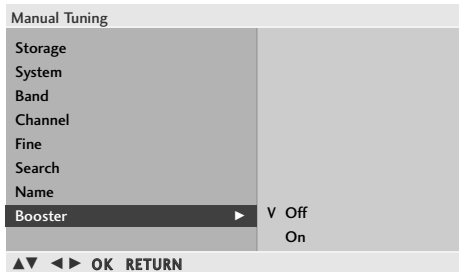 Manual Tuning
Storage
System
Band
Channel
Fine
Search
Name
Booster ► V Off
On
▲▼ ◄► OK RETURN